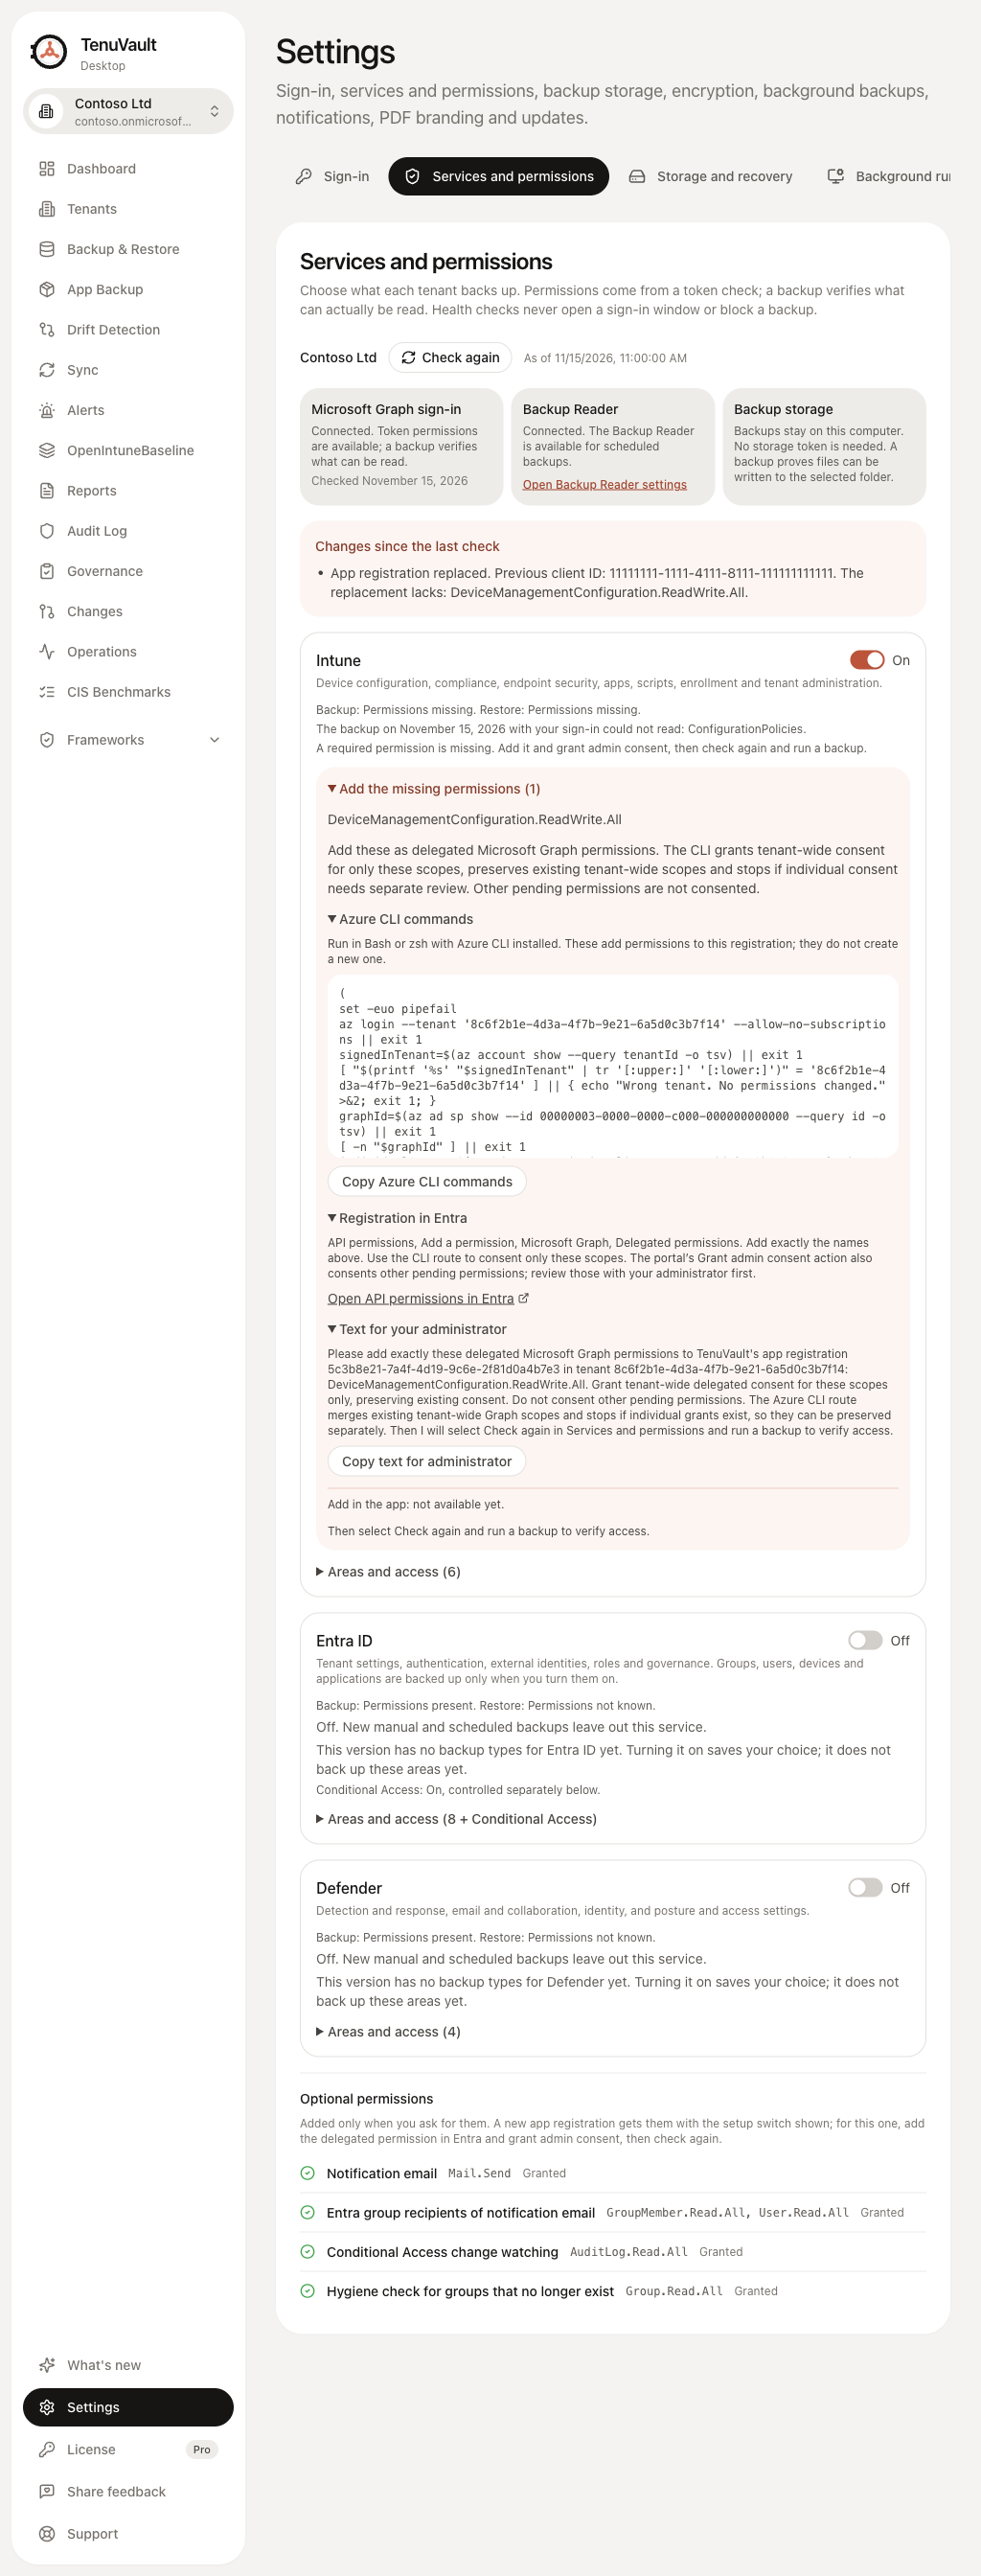 TenuVault
Desktop
Contoso Ltd
contoso.onmicrosof...
Dashboard
Tenants
Backup & Restore
App Backup
Drift Detection
Sync
Alerts
OpenIntuneBaseline
Reports
Audit Log
Governance
Changes
Operations
CIS Benchmarks
Frameworks
What's new
Settings
License
Pro
Share feedback
Support
Settings
Sign-in, services and permissions, backup storage, encryption, background backups,
notifications, PDF branding and updates.
Sign-in
Services and permissions
Storage and recovery
Background ru
Services and permissions
Choose what each tenant backs up. Permissions come from a token check; a backup verifies what
can actually be read. Health checks never open a sign-in window or block a backup.
Contoso Ltd
Check again
As of 11/15/2026, 11:00:00 AM
Microsoft Graph sign-in
Connected. Token permissions
are available; a backup verifies
what can be read.
Checked November 15, 2026
Backup Reader
Connected. The Backup Reader
is available for scheduled
backups.
Open Backup Reader settings
Backup storage
Backups stay on this computer.
No storage token is needed. A
backup proves files can be
written to the selected folder.
Changes since the last check
• App registration replaced. Previous client ID: 11111111-1111-4111-8111-111111111111. The
replacement lacks: DeviceManagementConfiguration.ReadWrite.All.
Intune
On
Device configuration, compliance, endpoint security, apps, scripts, enrollment and tenant administration.
Backup: Permissions missing. Restore: Permissions missing.
The backup on November 15, 2026 with your sign-in could not read: ConfigurationPolicies.
A required permission is missing. Add it and grant admin consent, then check again and run a backup.
▼ Add the missing permissions (1)
DeviceManagementConfiguration.ReadWrite.All
Add these as delegated Microsoft Graph permissions. The CLI grants tenant-wide consent
for only these scopes, preserves existing tenant-wide scopes and stops if individual consent
needs separate review. Other pending permissions are not consented.
▼ Azure CLI commands
Run in Bash or zsh with Azure CLI installed. These add permissions to this registration; they do not create
a new one.
(
set -euo pipefail
az login --tenant '8c6f2b1e-4d3a-4f7b-9e21-6a5d0c3b7f14' --allow-no-subscriptio
ns || exit 1
signedInTenant=$(az account show --query tenantId -o tsv) || exit 1
[ "$(printf '%s' "$signedInTenant" | tr '[:upper:]' '[:lower:]')" = '8c6f2b1e-4
d3a-4f7b-9e21-6a5d0c3b7f14' ] || { echo "Wrong tenant. No permissions changed."
>&2; exit 1; }
graphId=$(az ad sp show --id 00000003-0000-0000-c000-000000000000 --query id -o
tsv) || exit 1
[ -n "$graphId" ] || exit 1
Copy Azure CLI commands
▼ Registration in Entra
API permissions, Add a permission, Microsoft Graph, Delegated permissions. Add exactly the names
above. Use the CLI route to consent only these scopes. The portal's Grant admin consent action also
consents other pending permissions; review those with your administrator first.
Open API permissions in Entra
▼ Text for your administrator
Please add exactly these delegated Microsoft Graph permissions to TenuVault's app registration
5c3b8e21-7a4f-4d19-9c6e-2f81d0a4b7e3 in tenant 8c6f2b1e-4d3a-4f7b-9e21-6a5d0c3b7f14:
DeviceManagementConfiguration.ReadWrite.All. Grant tenant-wide delegated consent for these scopes
only, preserving existing consent. Do not consent other pending permissions. The Azure CLI route
merges existing tenant-wide Graph scopes and stops if individual grants exist, so they can be preserved
separately. Then I will select Check again in Services and permissions and run a backup to verify access.
Copy text for administrator
Add in the app: not available yet.
Then select Check again and run a backup to verify access.
▶ Areas and access (6)
Entra ID
Off
Tenant settings, authentication, external identities, roles and governance. Groups, users, devices and
applications are backed up only when you turn them on.
Backup: Permissions present. Restore: Permissions not known.
Off. New manual and scheduled backups leave out this service.
This version has no backup types for Entra ID yet. Turning it on saves your choice; it does not
back up these areas yet.
Conditional Access: On, controlled separately below.
▶ Areas and access (8 + Conditional Access)
Defender
Off
Detection and response, email and collaboration, identity, and posture and access settings.
Backup: Permissions present. Restore: Permissions not known.
Off. New manual and scheduled backups leave out this service.
This version has no backup types for Defender yet. Turning it on saves your choice; it does not
back up these areas yet.
▶ Areas and access (4)
Optional permissions
Added only when you ask for them. A new app registration gets them with the setup switch shown; for this one, add
the delegated permission in Entra and grant admin consent, then check again.
Notification email Mail.Send Granted
Entra group recipients of notification email GroupMember.Read.All, User.Read.All Granted
Conditional Access change watching AuditLog.Read.All Granted
Hygiene check for groups that no longer exist Group.Read.All Granted